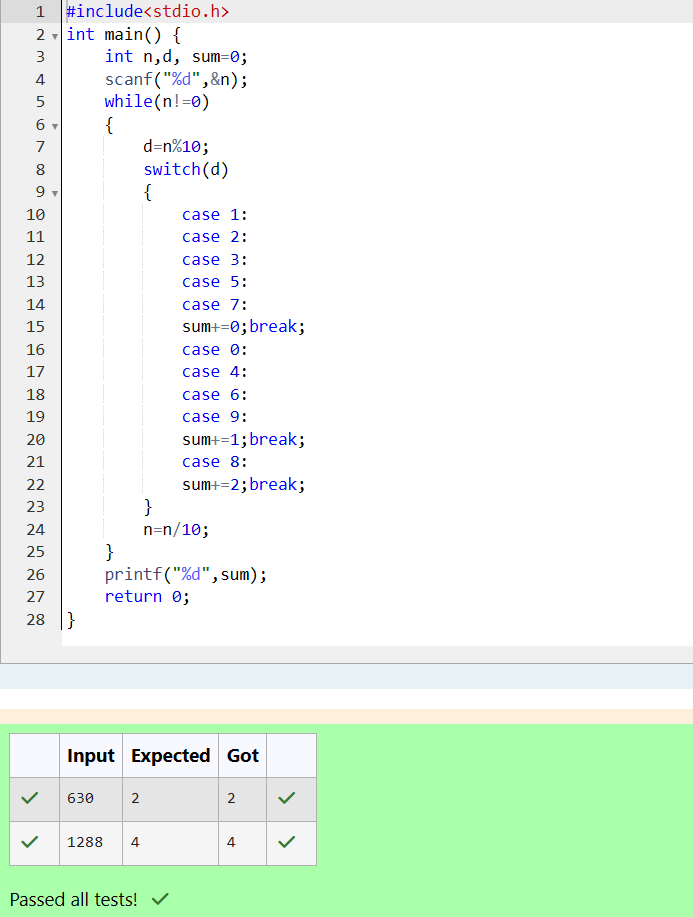 1 #include<stdio.h>
2 int main() {
3     int n,d, sum=0;
4     scanf("%d",&n);
5     while(n!=0)
6     {
7         d=n%10;
8         switch(d)
9         {
10             case 1:
11             case 2:
12             case 3:
13             case 5:
14             case 7:
15             sum+=0;break;
16             case 0:
17             case 4:
18             case 6:
19             case 9:
20             sum+=1;break;
21             case 8:
22             sum+=2;break;
23         }
24         n=n/10;
25     }
26     printf("%d",sum);
27     return 0;
28 }
Input Expected Got
630 2 2
1288 4 4
Passed all tests!